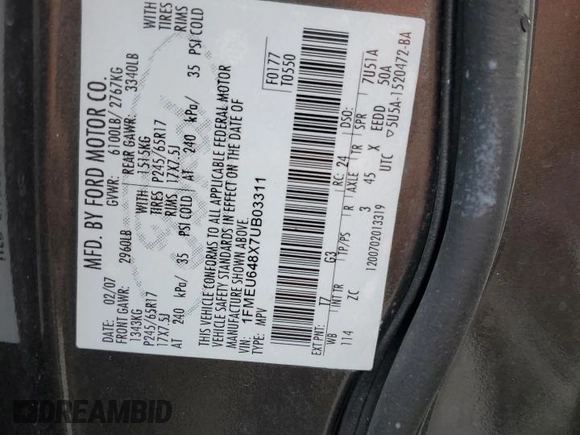 MFD. BY FORD MOTOR CO.
DATE: 02/07 GVWR: 6100LB/ 2767KG
FRONT GAWR: 2960LB REAR GAWR: 3340LB
1343KG WITH 1515KG WITH
P245/65R17 TIRES P245/65R17 TIRES
17X7.5J RIMS 17X7.5J RIMS
AT 240 kPa/ 35 PSI COLD AT 240 kPa/ 35 PSI COLD
THIS VEHICLE CONFORMS TO ALL APPLICABLE FEDERAL MOTOR
VEHICLE SAFETY STANDARDS IN EFFECT ON THE DATE OF
MANUFACTURE SHOWN ABOVE.
VIN: 1FMEU648X7UB03311
TYPE: MPV
F0177
T0550
EXT PNT: T7 RC: 24 DSO:
WB INT TR TP/PS R AXLE TR SPR 7U51A
114 ZC G3 3 45 X EEDD 50A
1200702013319 UTC 5U5A-1520472-BA
DREAMBID